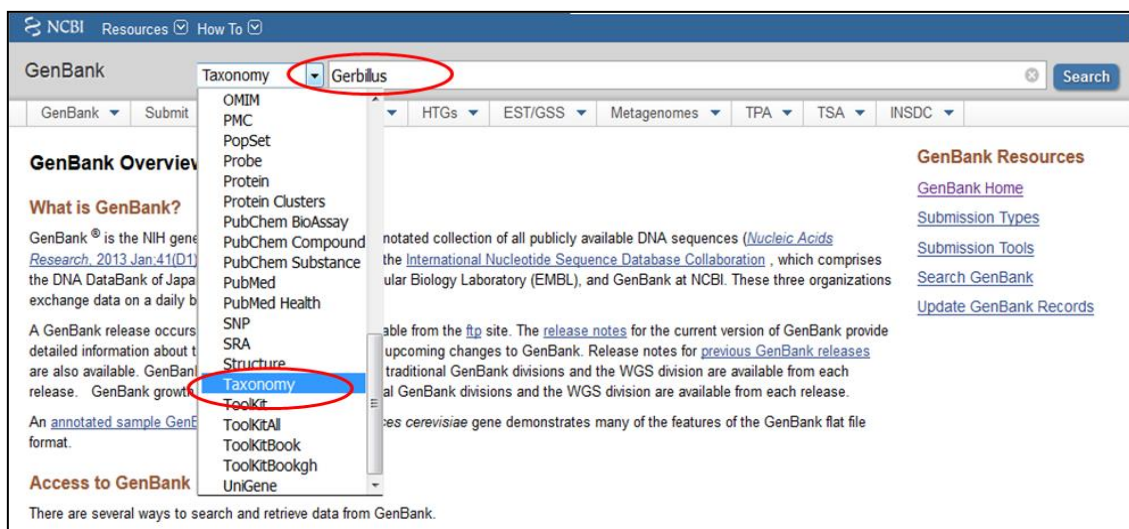 NCBI Resources How To
GenBank Taxonomy Gerbillus Search
GenBank Submit HTGs EST/GSS Metagenomes TPA TSA INSDC
OMIM
PMC
PopSet
Probe
Protein
Protein Clusters
PubChem BioAssay
PubChem Compound
PubChem Substance
PubMed
PubMed Health
SNP
SRA
Structure
Taxonomy
ToolKit
ToolKitAll
ToolKitBook
ToolKitBookgh
UniGene
GenBank Overview
What is GenBank?
GenBank ® is the NIH gene notated collection of all publicly available DNA sequences (Nucleic Acids
Research, 2013 Jan;41(D1) the International Nucleotide Sequence Database Collaboration , which comprises
the DNA DataBank of Japa ular Biology Laboratory (EMBL), and GenBank at NCBI. These three organizations
exchange data on a daily b
A GenBank release occurs able from the ftp site. The release notes for the current version of GenBank provide
detailed information about t upcoming changes to GenBank. Release notes for previous GenBank releases
are also available. GenBan traditional GenBank divisions and the WGS division are available from each
release. GenBank growth al GenBank divisions and the WGS division are available from each release.
An annotated sample GenB ces cerevisiae gene demonstrates many of the features of the GenBank flat file
format.
Access to GenBank
There are several ways to search and retrieve data from GenBank.
GenBank Resources
GenBank Home
Submission Types
Submission Tools
Search GenBank
Update GenBank Records